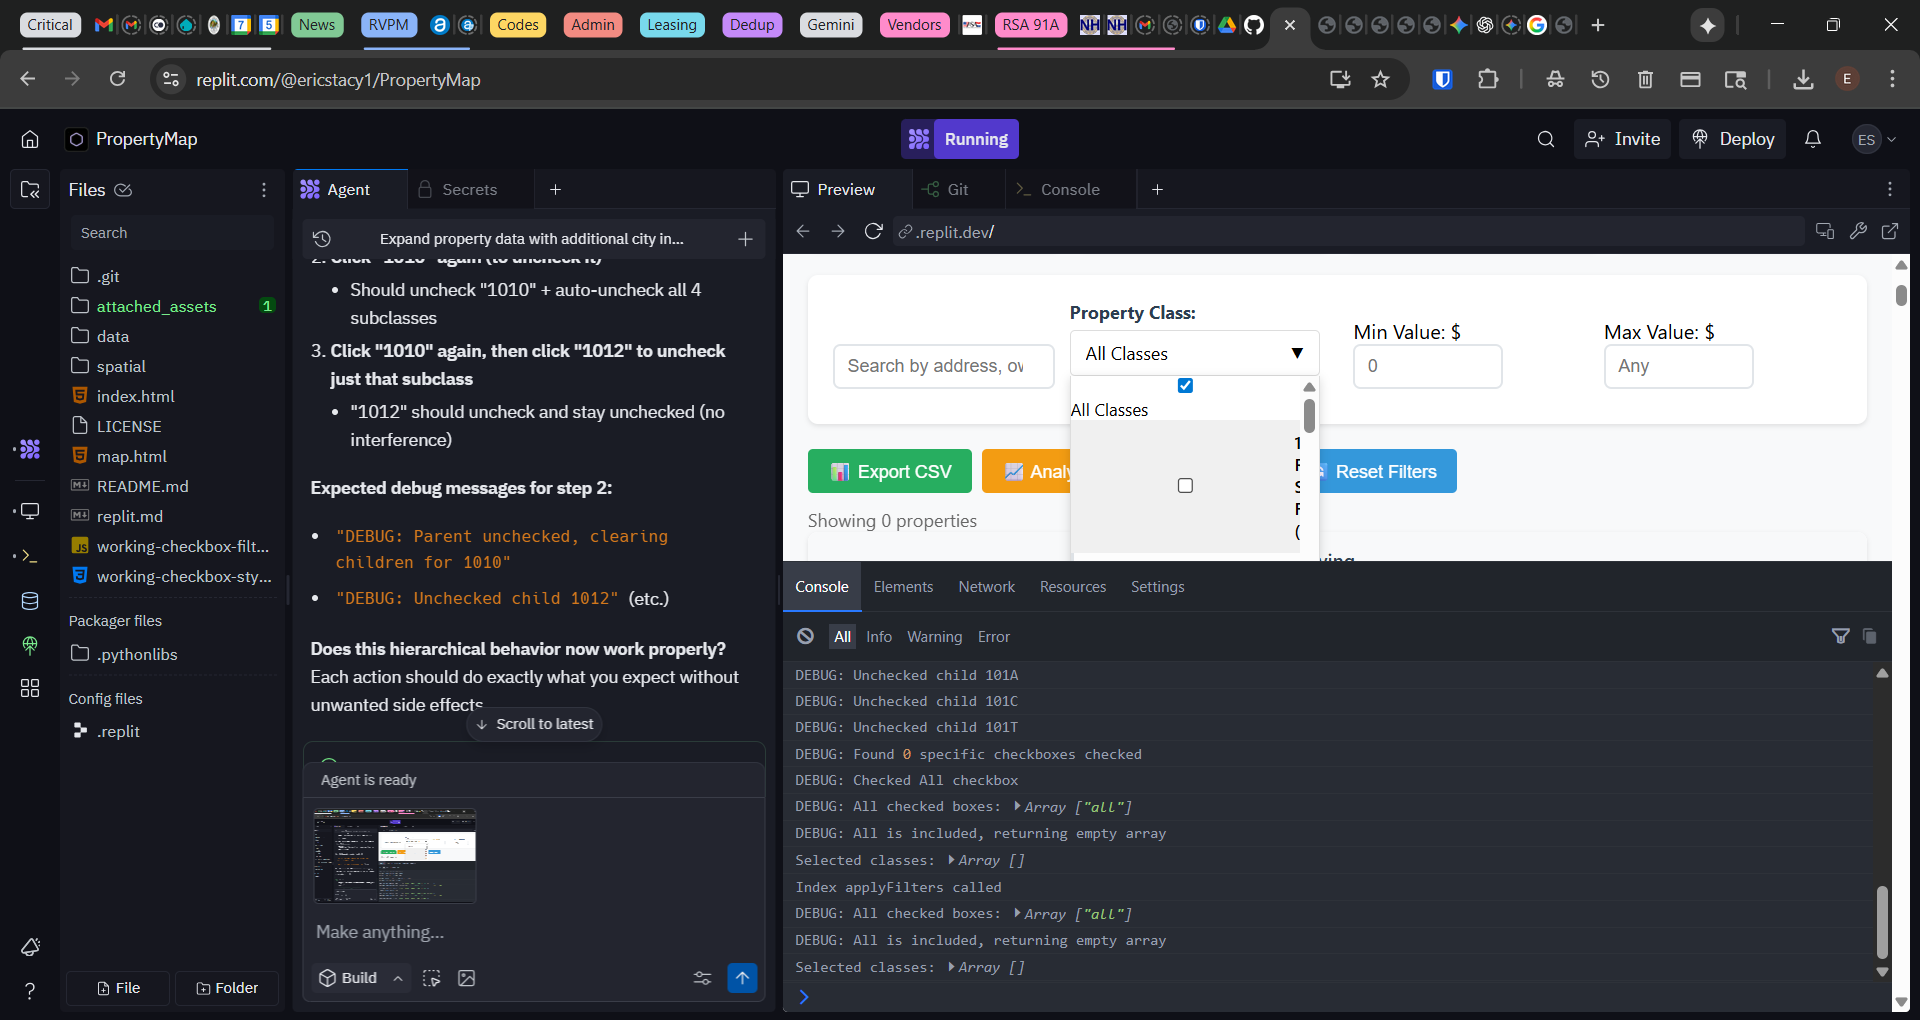 Critical
7
5
News
RVPM
Codes
Admin
Leasing
Dedup
Gemini
Vendors
RSA 91A
NH
NH
replit.com/@ericstacy1/PropertyMap
E
PropertyMap
Running
Invite
Deploy
ES
Files
Search
.git
attached_assets 1
data
spatial
index.html
LICENSE
map.html
README.md
replit.md
working-checkbox-filt...
working-checkbox-sty...
Packager files
.pythonlibs
Config files
.replit
File
Folder
Agent
Secrets
Expand property data with additional city in...
2. Click "1010" again (to uncheck it)
• Should uncheck "1010" + auto-uncheck all 4
subclasses
3. Click "1010" again, then click "1012" to uncheck
just that subclass
• "1012" should uncheck and stay unchecked (no
interference)
Expected debug messages for step 2:
• "DEBUG: Parent unchecked, clearing
children for 1010"
• "DEBUG: Unchecked child 1012" (etc.)
Does this hierarchical behavior now work properly?
Each action should do exactly what you expect without
unwanted side effects
Scroll to latest
Agent is ready
Make anything...
Build
Preview
Git
Console
.replit.dev/
Property Class:
Search by address, ov
All Classes
Min Value: $
0
Max Value: $
Any
All Classes
1
F
S
F
(
Export CSV
Analy
Reset Filters
Showing 0 properties
ving
Console
Elements
Network
Resources
Settings
All
Info
Warning
Error
DEBUG: Unchecked child 101A
DEBUG: Unchecked child 101C
DEBUG: Unchecked child 101T
DEBUG: Found 0 specific checkboxes checked
DEBUG: Checked All checkbox
DEBUG: All checked boxes: Array ["all"]
DEBUG: All is included, returning empty array
Selected classes: Array []
Index applyFilters called
DEBUG: All checked boxes: Array ["all"]
DEBUG: All is included, returning empty array
Selected classes: Array []